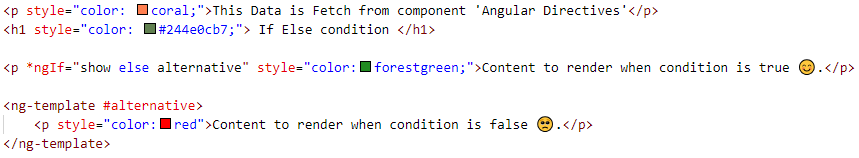 <p style="color: coral;">This Data is Fetch from component 'Angular Directives'</p>
<h1 style="color: #244e0cb7;"> If Else condition </h1>
<p *ngIf="show else alternative" style="color:forestgreen;">Content to render when condition is true 😊.</p>
<ng-template #alternative>
<p style="color:red">Content to render when condition is false 🙁.</p>
</ng-template>